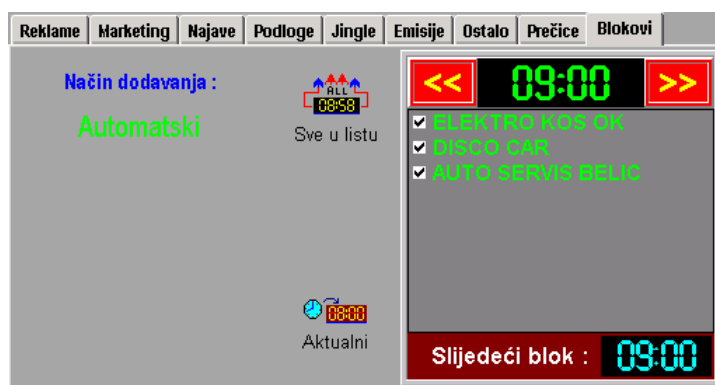 Reklame Marketing Najave Podloge Jingle Emisije Ostalo Prečice Blokovi
Način dodavanja :
Automatski
ALL
08:58
Sve u listu
08:00
Aktualni
<< 09:00 >>
ELEKTRO KOS OK
DISCO CAR
AUTO SERVIS BELIC
Slijedeći blok : 09:00